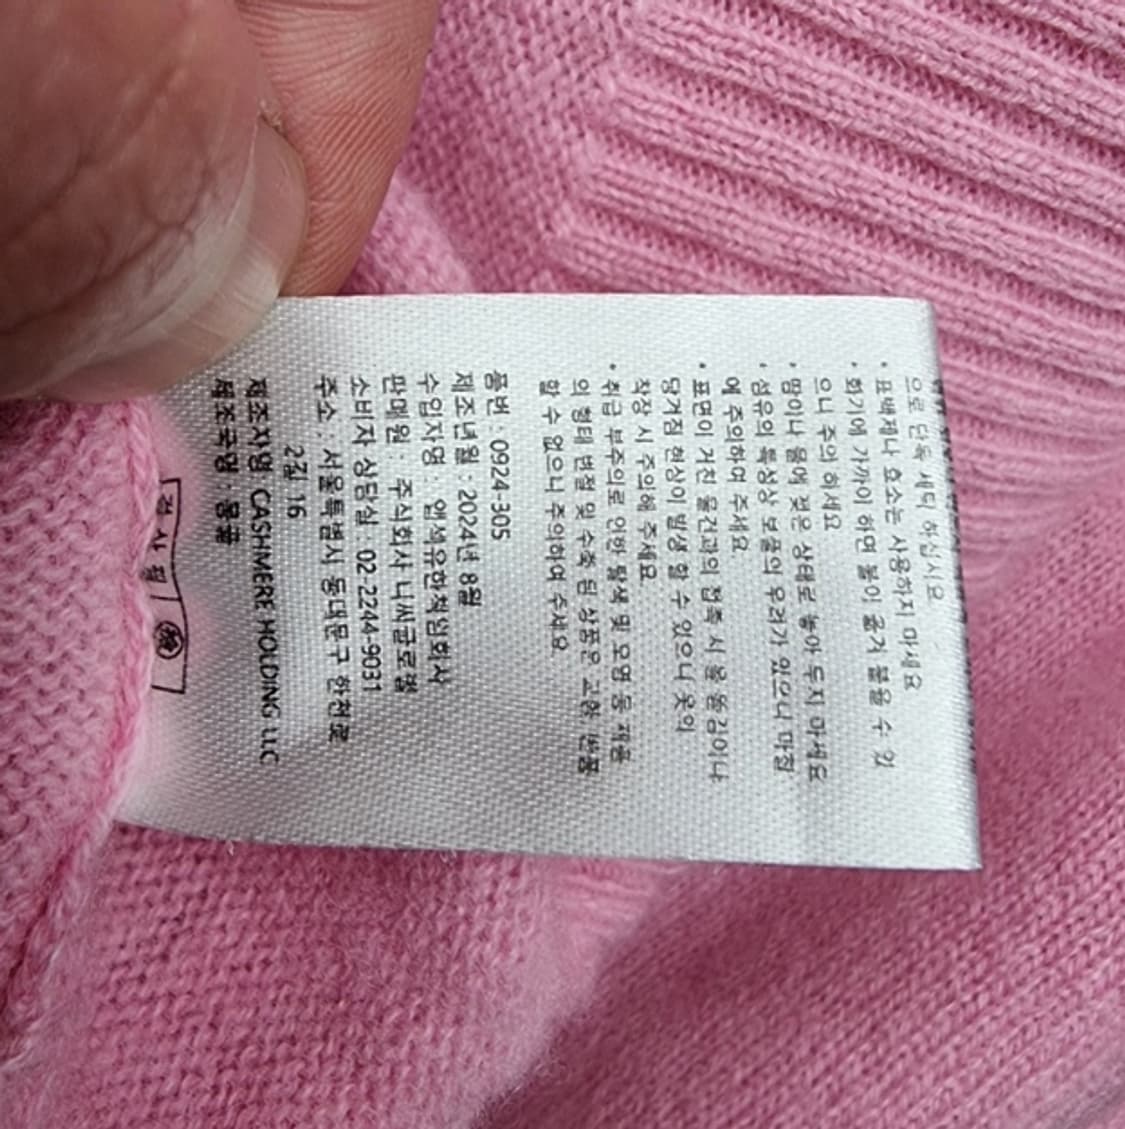 으로 단독 세탁 하십시요
• 표백제나 효소는 사용하지 마세요
• 화기에 가까이 하면 불이 옮겨 붙을 수 있
으니 주의 하세요
• 땀이나 물에 젖은 상태로 놓아 두지 마세요
• 섬유의 특성상 보풀의 우려가 있으니 마찰
에 주의하여 주세요
• 표면이 거친 물건과의 접촉 시 올 뜯김이나
당겨짐 현상이 발생 할 수 있으니 옷의
착장 시 주의해 주세요
• 취급 부주의로 인한 탈색 및 오염 등 제품
의 형태 변형 및 수축 된 상품은 교환 반품
할 수 없으니 주의하여 주세요
품번 : 0924-305
제조년월 : 2024년 8월
수입자명 : 엠석유한책임회사
판매원 : 주식회사 니씨글로벌
소비자 상담실 : 02-2244-9031
주소 : 서울특별시 동대문구 한천로
2길 16
제조자명 CASHMERE HOLDING LLC
제조국명 : 몽골
검사필